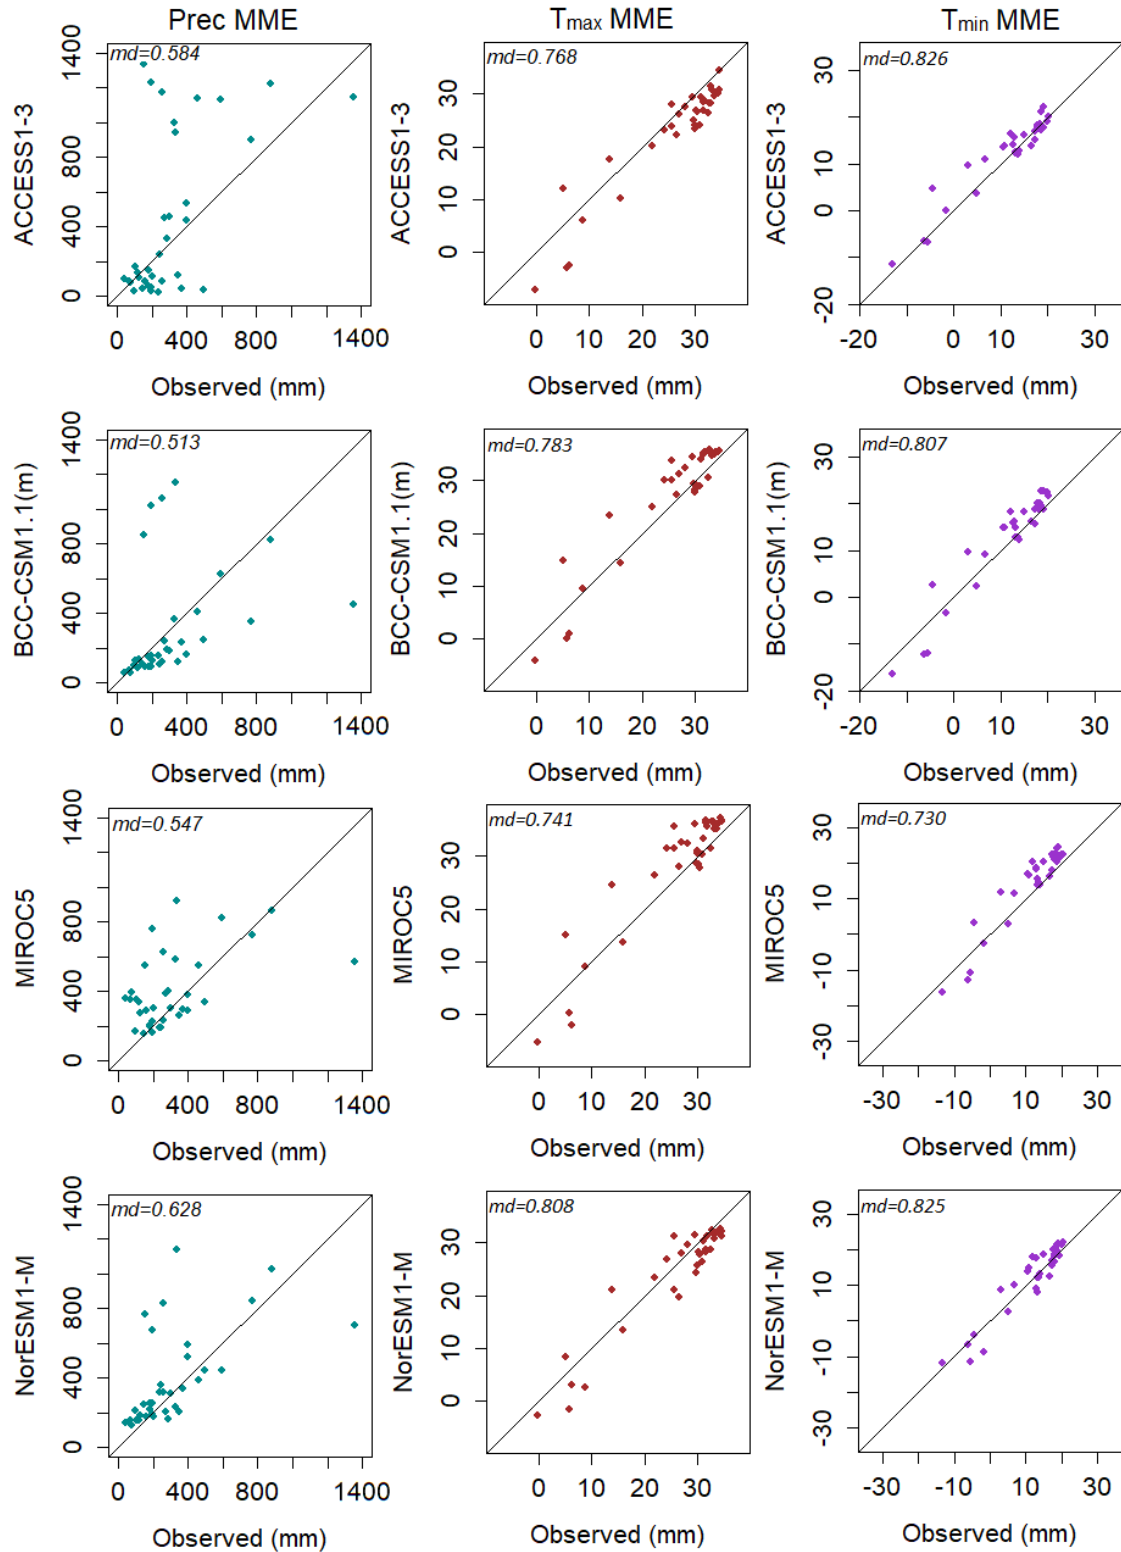 Prec MME
Tmax MME
Tmin MME
ACCESS1-3
1400
800
400
0
md=0.584
0
400
800
1400
Observed (mm)
ACCESS1-3
30
20
10
0
md=0.768
0
10
20
30
Observed (mm)
ACCESS1-3
30
10
0
-20
md=0.826
-20
0
10
30
Observed (mm)
BCC-CSM1.1(m)
1400
800
400
0
md=0.513
0
400
800
1400
Observed (mm)
BCC-CSM1.1(m)
30
20
10
0
md=0.783
0
10
20
30
Observed (mm)
BCC-CSM1.1(m)
30
10
0
-20
md=0.807
-20
0
10
30
Observed (mm)
MIROC5
1400
800
400
0
md=0.547
0
400
800
1400
Observed (mm)
MIROC5
30
20
10
0
md=0.741
0
10
20
30
Observed (mm)
MIROC5
30
10
-10
-30
md=0.730
-30
-10
10
30
Observed (mm)
NorESM1-M
1400
800
400
0
md=0.628
0
400
800
1400
Observed (mm)
NorESM1-M
30
20
10
0
md=0.808
0
10
20
30
Observed (mm)
NorESM1-M
30
10
-10
-30
md=0.825
-30
-10
10
30
Observed (mm)